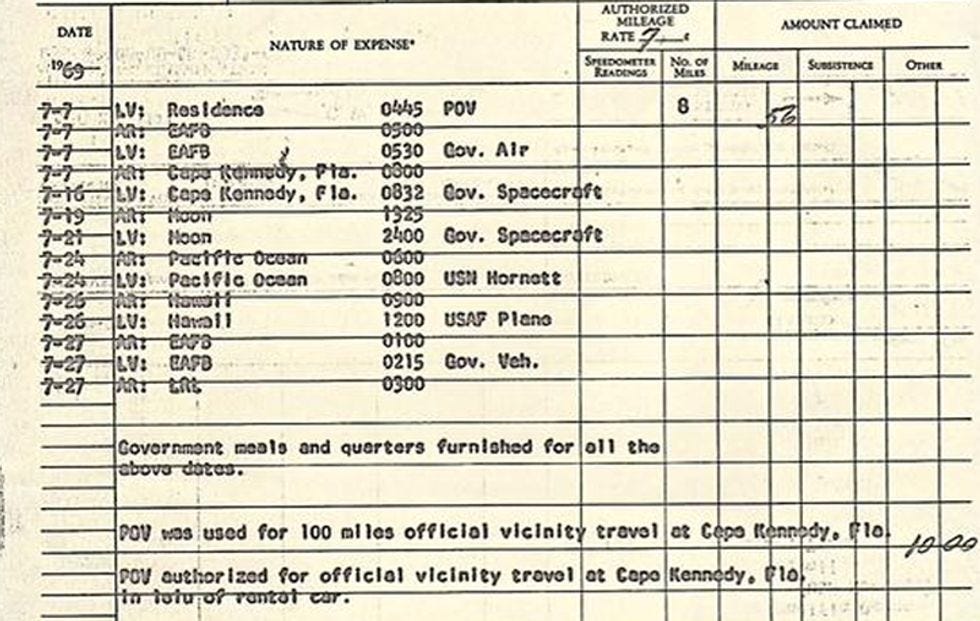 DATE
1969
NATURE OF EXPENSE*
AUTHORIZED
MILEAGE
RATE 7 ¢
AMOUNT CLAIMED
SPEEDOMETER
READINGS
NO. OF
MILES
MILEAGE
SUBSISTENCE
OTHER
7-7 LV: Residence 0445 POV 8 .56
7-7 AR: EAFB 0500
7-7 LV: EAFB 0530 Gov. Air
7-7 AR: Cape Kennedy, Fla. 0800
7-16 LV: Cape Kennedy, Fla. 0832 Gov. Spacecraft
7-19 AR: Moon 1325
7-21 LV: Moon 2400 Gov. Spacecraft
7-24 AR: Pacific Ocean 0600
7-24 LV: Pacific Ocean 0800 USN Hornett
7-26 AR: Hawaii 0900
7-26 LV: Hawaii 1200 USAF Plane
7-27 AR: EAFB 0100
7-27 LV: EAFB 0215 Gov. Veh.
7-27 AR: LRL 0300
Government meals and quarters furnished for all the
above dates.
POV was used for 100 miles official vicinity travel at Cape Kennedy, Fla. 10.00
POV authorized for official vicinity travel at Cape Kennedy, Fla.
in leiu of rental car.